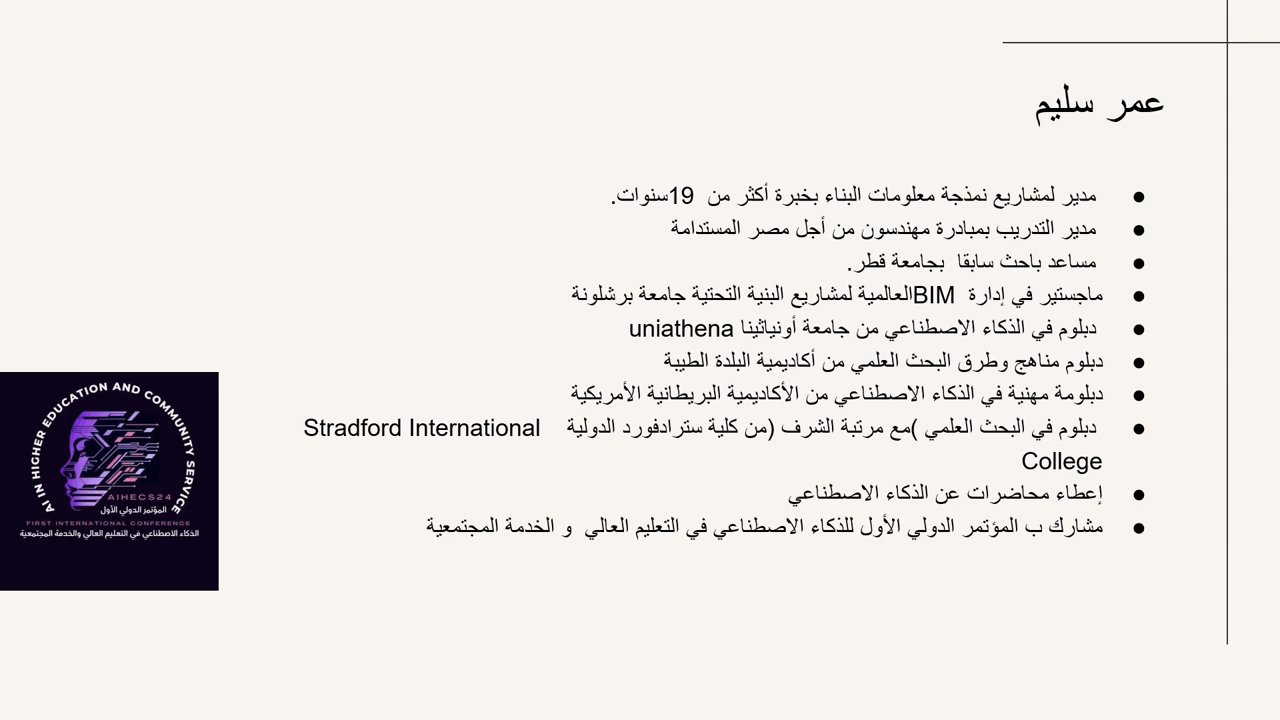 عمر سليم
● مدير لمشاريع نمذجة معلومات البناء بخبرة أكثر من 19سنوات.
● مدير التدريب بمبادرة مهندسون من أجل مصر المستدامة
● مساعد باحث سابقا بجامعة قطر.
● ماجستير في إدارة BIMالعالمية لمشاريع البنية التحتية جامعة برشلونة
● دبلوم في الذكاء الاصطناعي من جامعة أونياثينا uniathena
● دبلوم مناهج وطرق البحث العلمي من أكاديمية البلدة الطيبة
● دبلومة مهنية في الذكاء الاصطناعي من الأكاديمية البريطانية الأمريكية
● دبلوم في البحث العلمي )مع مرتبة الشرف (من كلية سترادفورد الدولية Stradford International
College
● إعطاء محاضرات عن الذكاء الاصطناعي
● مشارك ب المؤتمر الدولي الأول للذكاء الاصطناعي في التعليم العالي و الخدمة المجتمعية
AI IN HIGHER EDUCATION AND COMMUNITY SERVICE
AIHECS24
المؤتمر الدولي الأول
FIRST INTERNATIONAL CONFERENCE
الذكاء الاصطناعي في التعليم العالي والخدمة المجتمعية